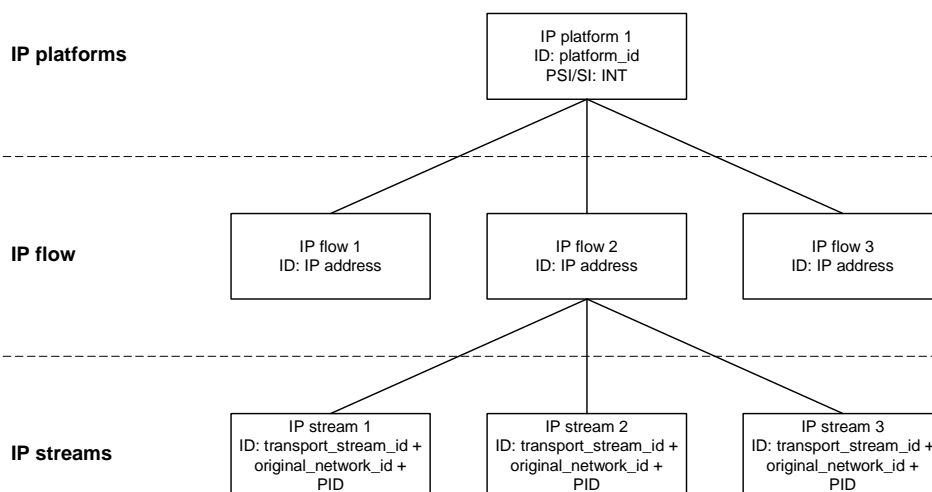 IP platforms
IP platform 1
ID: platform_id
PSI/SI: INT
IP flow
IP flow 1
ID: IP address
IP flow 2
ID: IP address
IP flow 3
ID: IP address
IP streams
IP stream 1
ID: transport_stream_id +
original_network_id +
PID
IP stream 2
ID: transport_stream_id +
original_network_id +
PID
IP stream 3
ID: transport_stream_id +
original_network_id +
PID